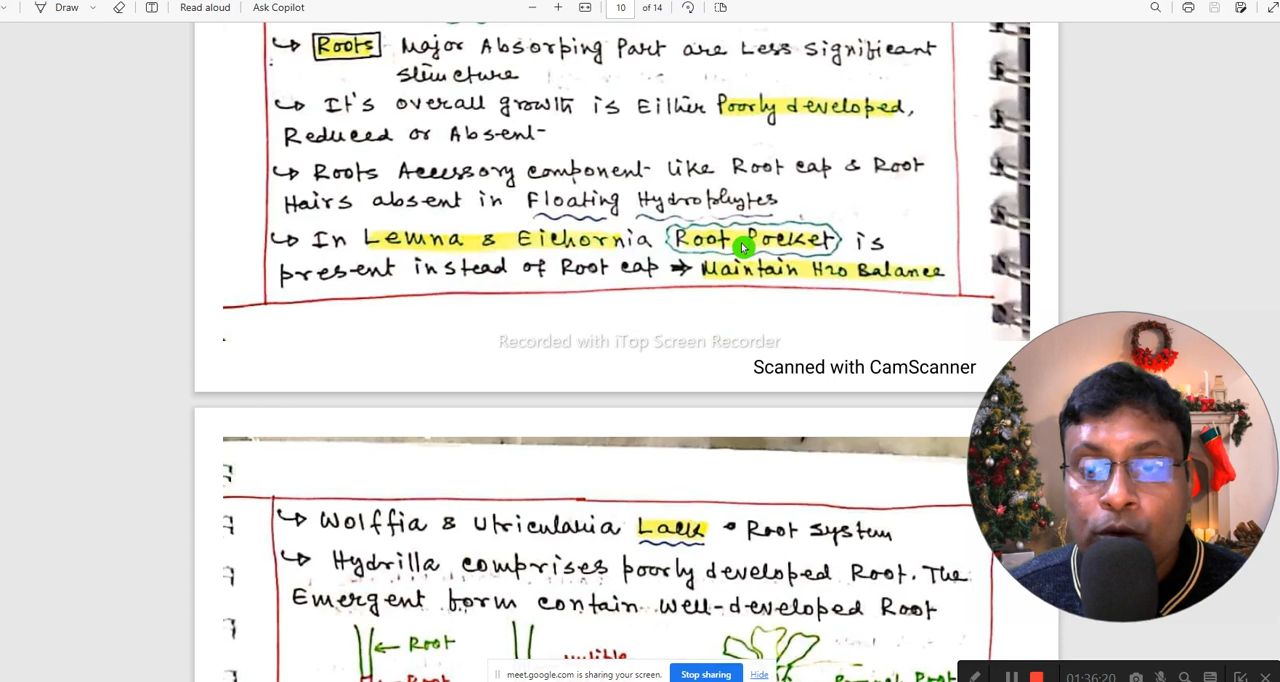 Draw
Read aloud
Ask Copilot
10 of 14
Roots Major Absorping Part are Less Significant
structure
It's overall growth is Either Poorly developed,
Reduced or Absent-
Roots Accessory component- Like Root cap & Root
Hairs absent in Floating Hydrophytes
In Lemna & Eichornia Root Pocket is
present instead of Root cap → Maintain H2O Balance
Recorded with iTop Screen Recorder
Scanned with CamScanner
Wolffia & Utricularia Lack Root system
Hydrilla comprises poorly developed Root. The
Emergent form contain well-developed Root
← Root
Root
meet.google.com is sharing your screen.
Stop sharing
Hide
01:36:20